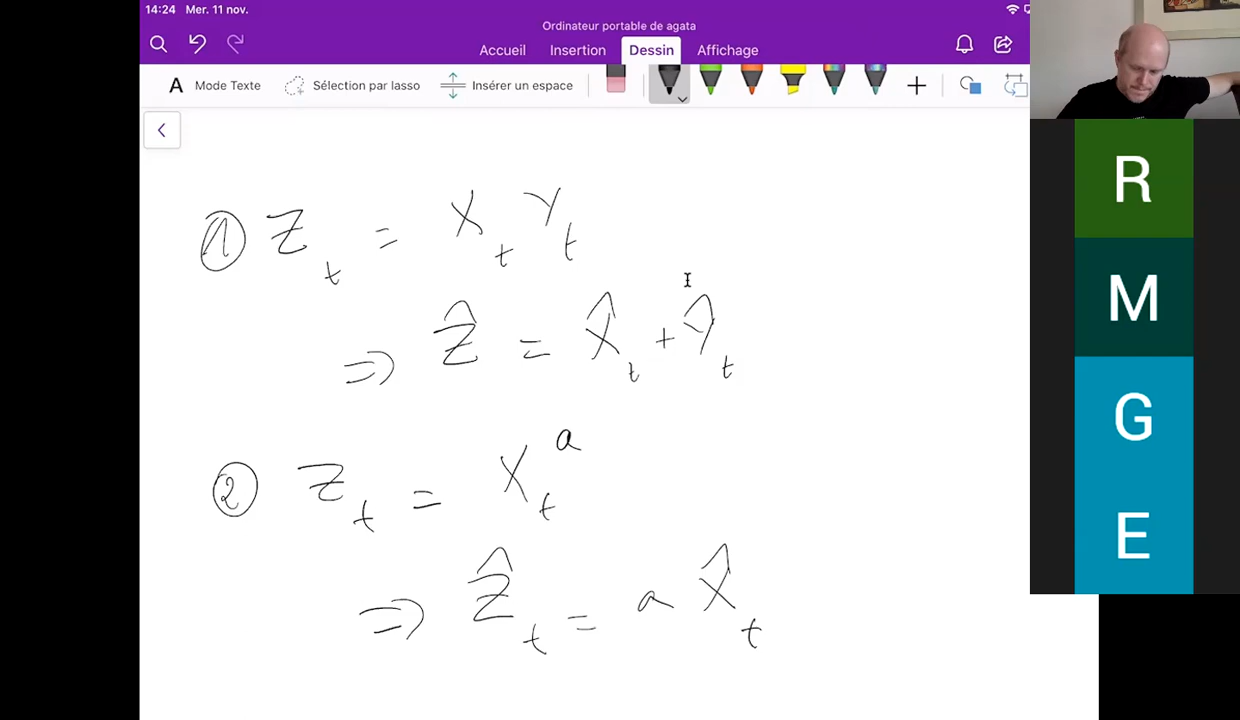 14:24 Mer. 11 nov.
Ordinateur portable de agata
Accueil Insertion Dessin Affichage
A Mode Texte Sélection par lasso Insérer un espace
① Z_t = X_t Y_t
⇒ Ẑ = X̂_t + Ŷ_t
② Z_t = X_t^a
⇒ Ẑ_t = a X̂_t
R
M
G
E